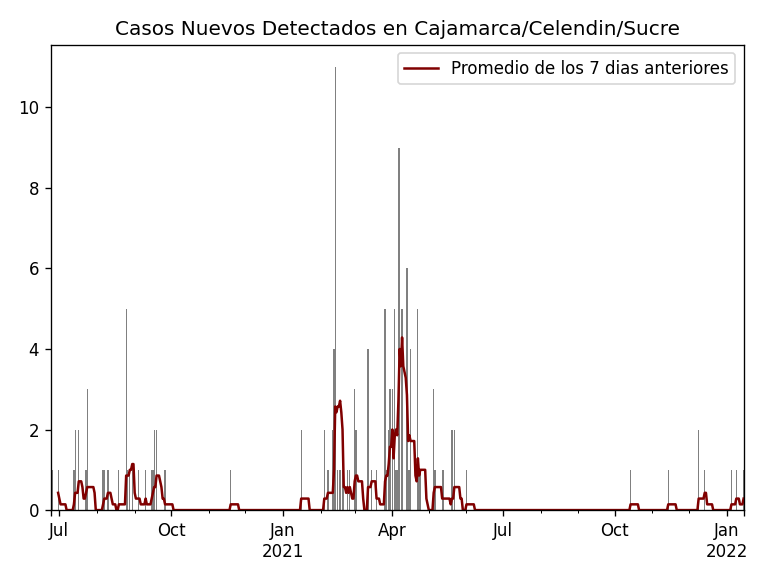 Casos Nuevos Detectados en Cajamarca/Celendin/Sucre
Promedio de los 7 dias anteriores
10
8
6
4
2
0
Jul Oct Jan Apr Jul Oct Jan
2021 2022